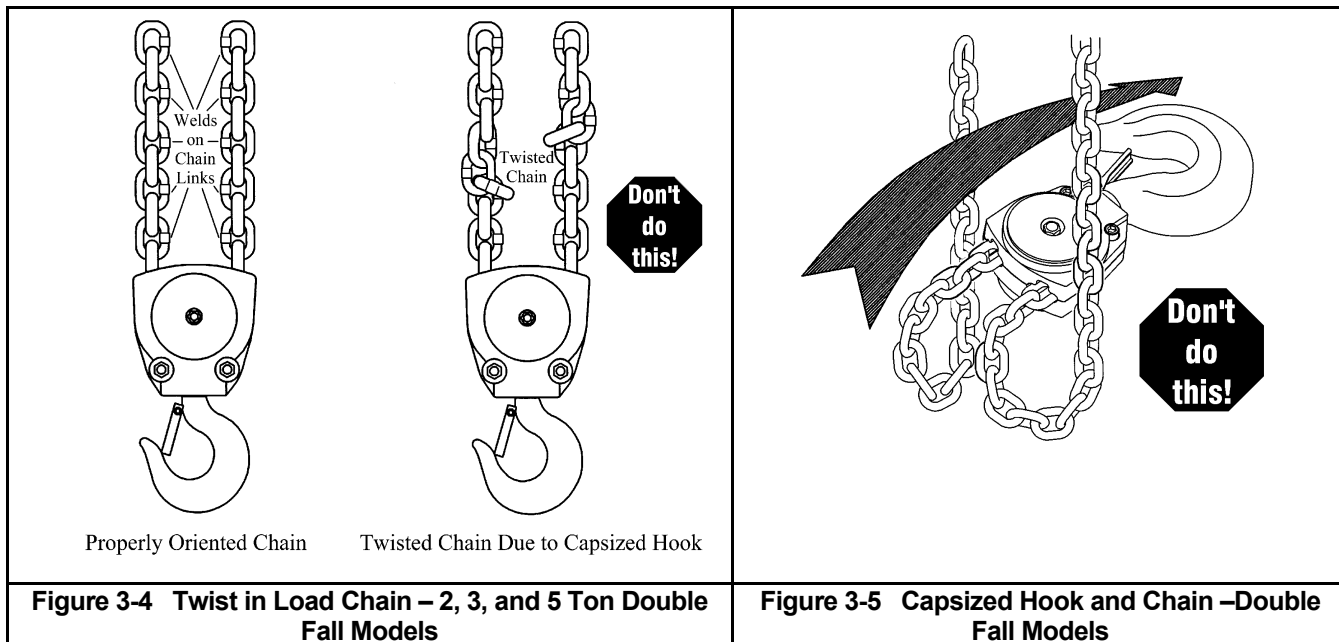 Welds
on
Chain
Links
Twisted
Chain
Don't
do
this!
Properly Oriented Chain
Twisted Chain Due to Capsized Hook
Figure 3-4 Twist in Load Chain – 2, 3, and 5 Ton Double
Fall Models
Don't
do
this!
Figure 3-5 Capsized Hook and Chain –Double
Fall Models